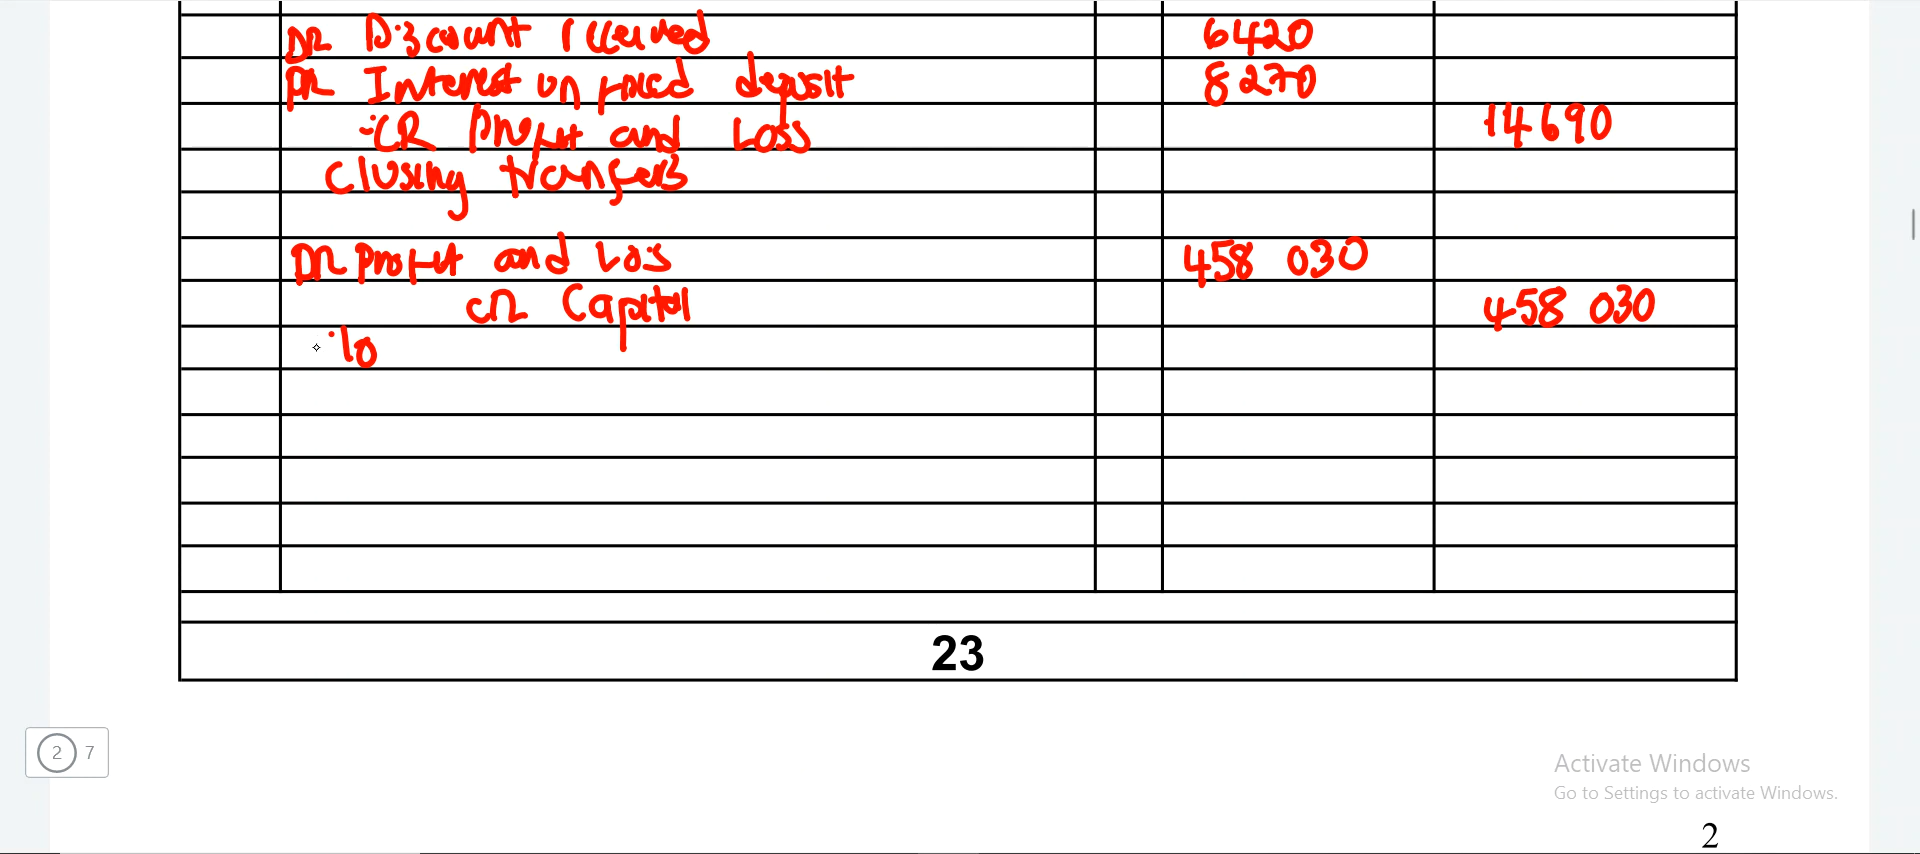 DR Discount received 6420
DR Interest on fixed deposit 8270
CR Profit and Loss 14690
Closing transfers
DR Profit and Loss 458 030
CR Capital 458 030
23
2 7
Activate Windows
Go to Settings to activate Windows.
2